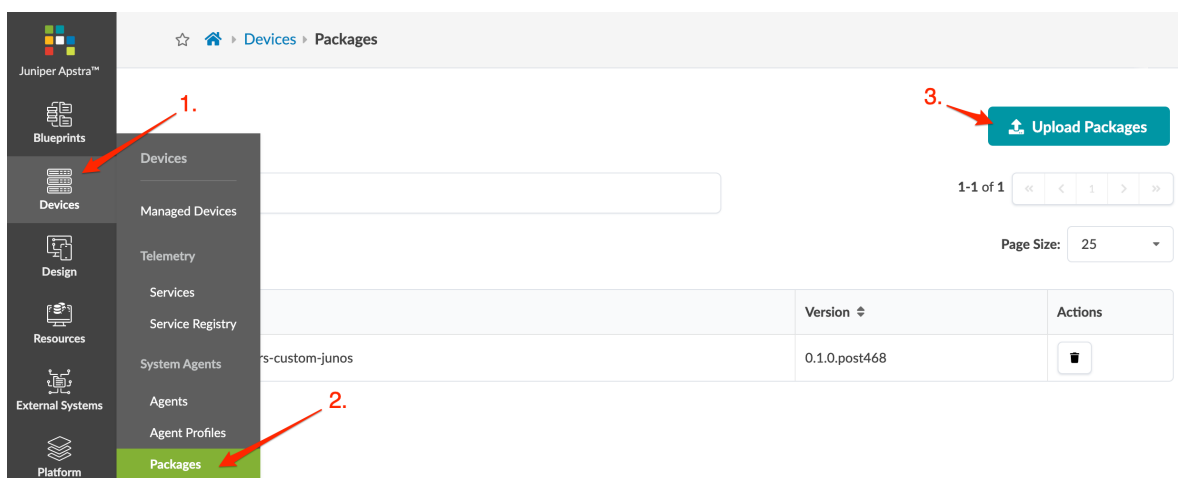 Juniper Apstra™
Devices Packages
1.
3.
Upload Packages
Blueprints
Devices
Devices
Managed Devices
1-1 of 1
1
Telemetry
Page Size: 25
Design
Services
Service Registry
Version
Actions
Resources
System Agents
rs-custom-junos
0.1.0.post468
External Systems
Agents
2.
Agent Profiles
Packages
Platform